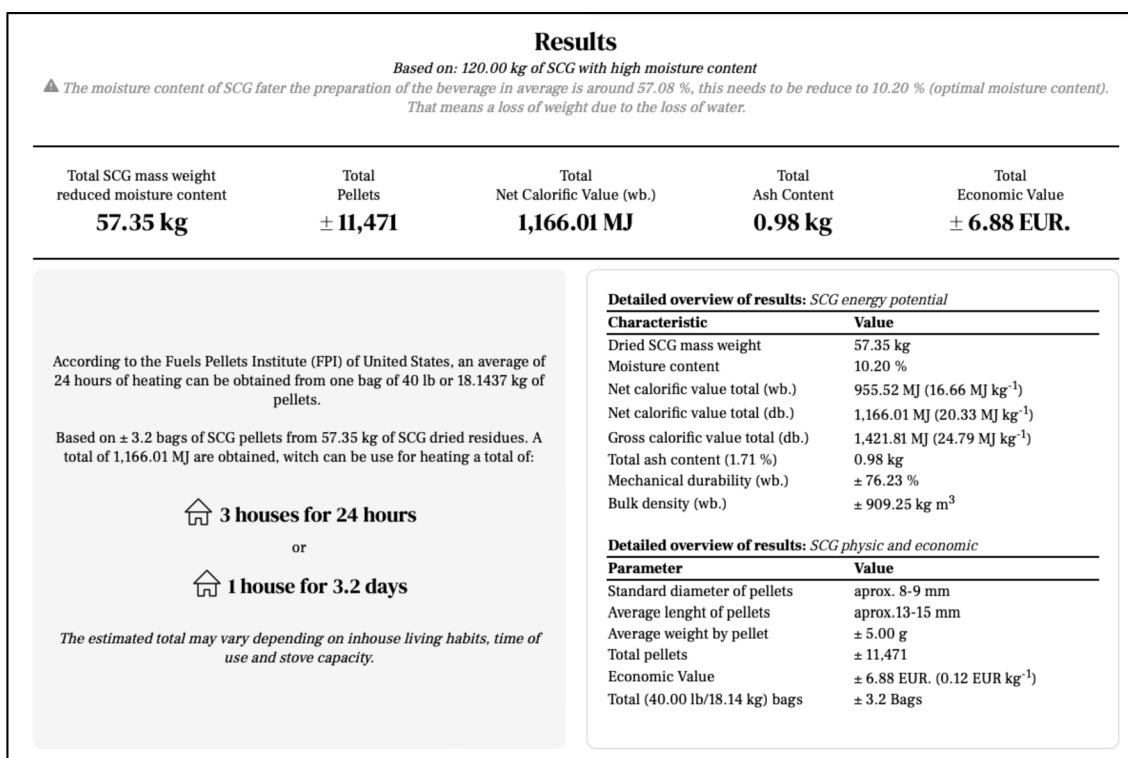 Results
Based on: 120.00 kg of SCG with high moisture content
The moisture content of SCG fater the preparation of the beverage in average is around 57.08 %, this needs to be reduce to 10.20 % (optimal moisture content).
That means a loss of weight due to the loss of water.
Total SCG mass weight
reduced moisture content
57.35 kg
Total
Pellets
± 11,471
Total
Net Calorific Value (wb.)
1,166.01 MJ
Total
Ash Content
0.98 kg
Total
Economic Value
± 6.88 EUR.
According to the Fuels Pellets Institute (FPI) of United States, an average of
24 hours of heating can be obtained from one bag of 40 lb or 18.1437 kg of
pellets.
Based on ± 3.2 bags of SCG pellets from 57.35 kg of SCG dried residues. A
total of 1,166.01 MJ are obtained, witch can be use for heating a total of:
3 houses for 24 hours
or
1 house for 3.2 days
The estimated total may vary depending on inhouse living habits, time of
use and stove capacity.
Detailed overview of results: SCG energy potential
Characteristic Value
Dried SCG mass weight 57.35 kg
Moisture content 10.20 %
Net calorific value total (wb.) 955.52 MJ (16.66 MJ kg⁻¹)
Net calorific value total (db.) 1,166.01 MJ (20.33 MJ kg⁻¹)
Gross calorific value total (db.) 1,421.81 MJ (24.79 MJ kg⁻¹)
Total ash content (1.71 %) 0.98 kg
Mechanical durability (wb.) ± 76.23 %
Bulk density (wb.) ± 909.25 kg m³
Detailed overview of results: SCG physic and economic
Parameter Value
Standard diameter of pellets aprox. 8-9 mm
Average lenght of pellets aprox.13-15 mm
Average weight by pellet ± 5.00 g
Total pellets ± 11,471
Economic Value ± 6.88 EUR. (0.12 EUR kg⁻¹)
Total (40.00 lb/18.14 kg) bags ± 3.2 Bags